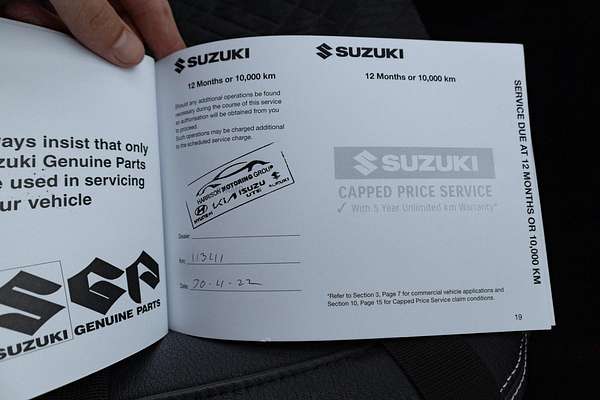 ways insist that only
zuki Genuine Parts
e used in servicing
ur vehicle
SUZUKI
GENUINE PARTS
SUZUKI
12 Months or 10,000 km
Should any additional operations be found
necessary during the course of this service
an authorisation will be obtained from you
to proceed.
Such operations may be charged additional
to the scheduled service charge.
HARRISON MOTORING GROUP
HYUNDAI KIA ISUZU UTE SUZUKI
Dealer:
Km: 11341
Date: 20-4-22
SUZUKI
12 Months or 10,000 km
SUZUKI
CAPPED PRICE SERVICE
✓ With 5 Year Unlimited km Warranty*
*Refer to Section 3, Page 7 for commercial vehicle applications and
Section 10, Page 15 for Capped Price Service claim conditions.
19
SERVICE DUE AT 12 MONTHS OR 10,000 KM